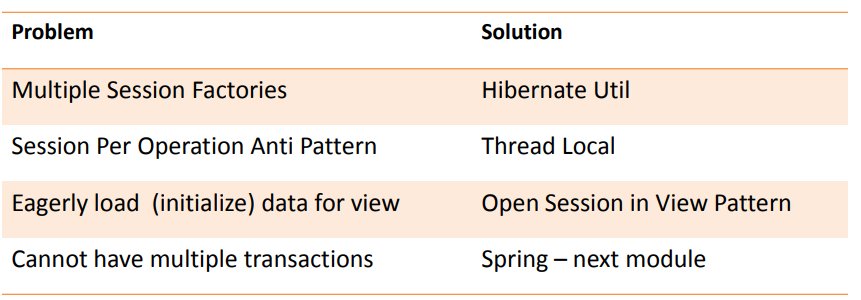 Problem Solution
Multiple Session Factories Hibernate Util
Session Per Operation Anti Pattern Thread Local
Eagerly load (initialize) data for view Open Session in View Pattern
Cannot have multiple transactions Spring – next module